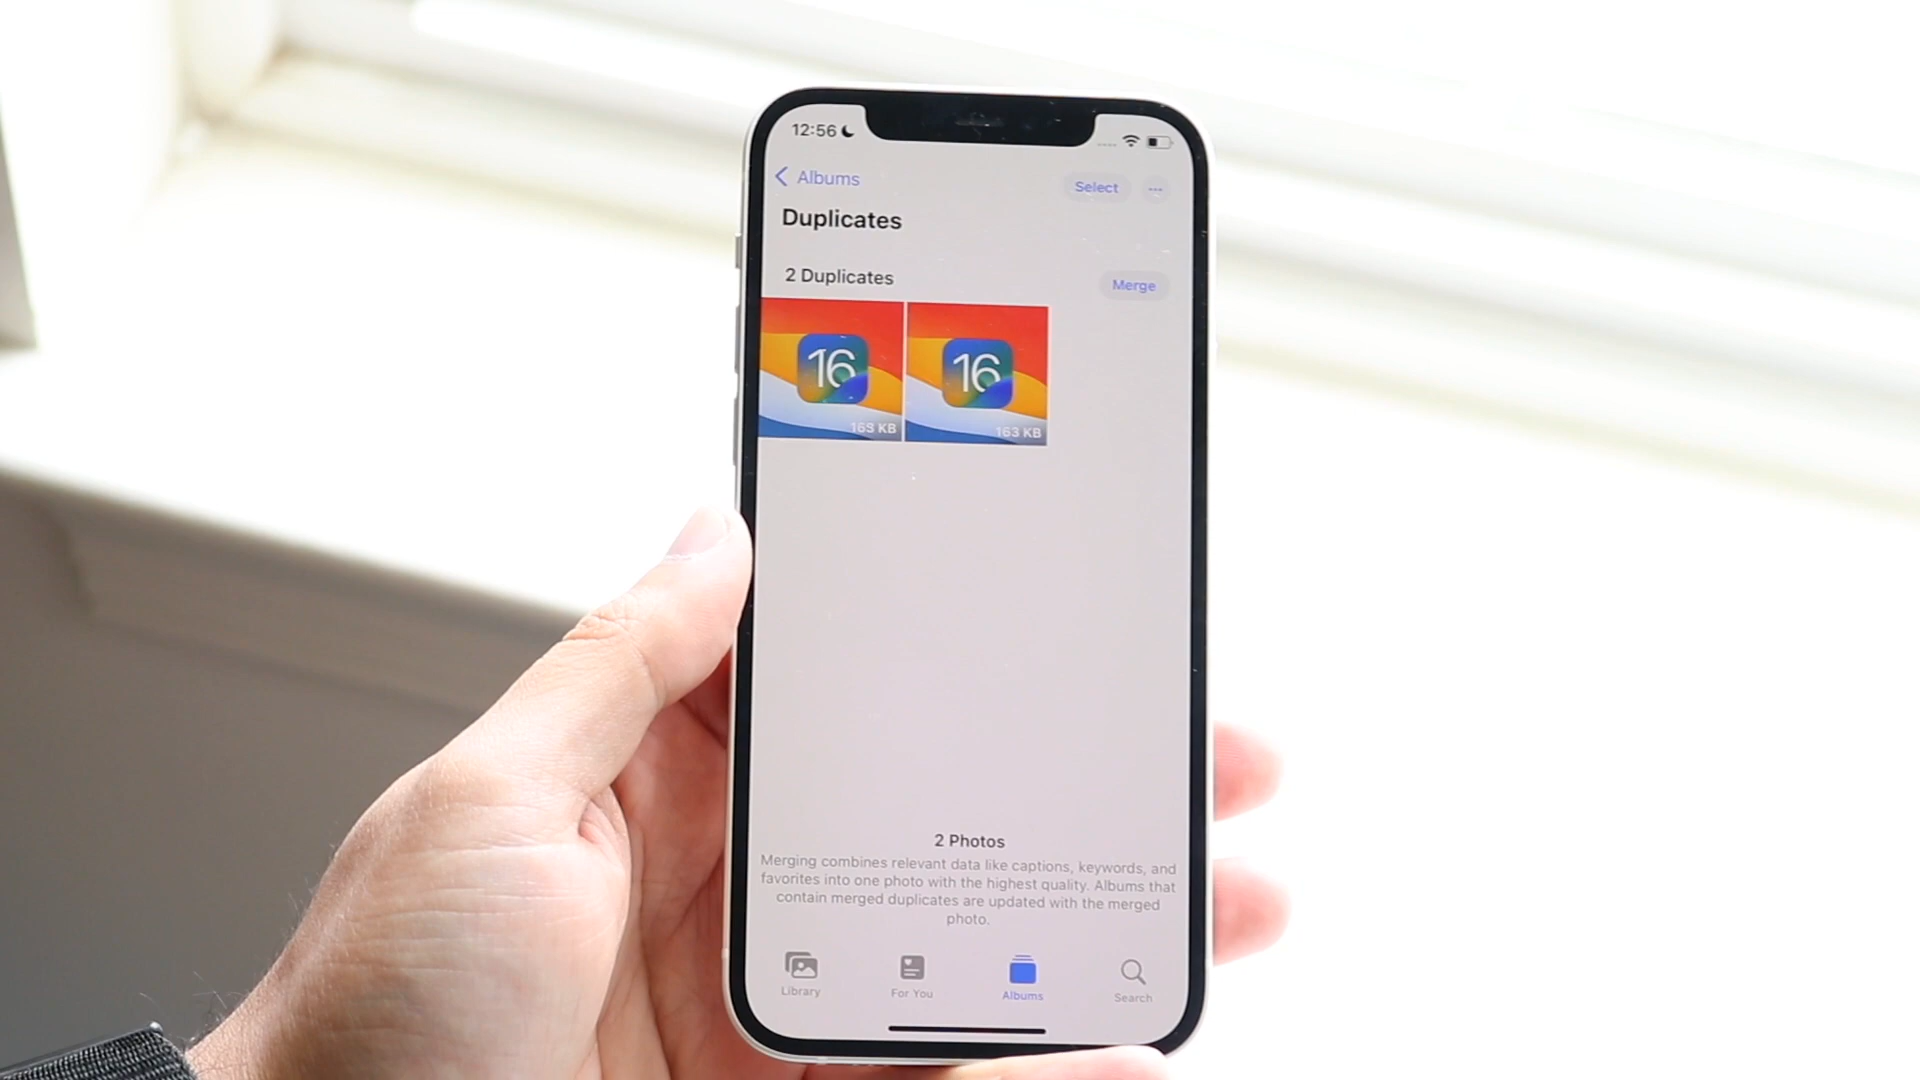 12:56
Albums
Select
Duplicates
2 Duplicates
Merge
16
16
163 KB
2 Photos
Merging combines relevant data like captions, keywords, and
favorites into one photo with the highest quality. Albums that
contain merged duplicates are updated with the merged
photo.
Library
For You
Albums
Search